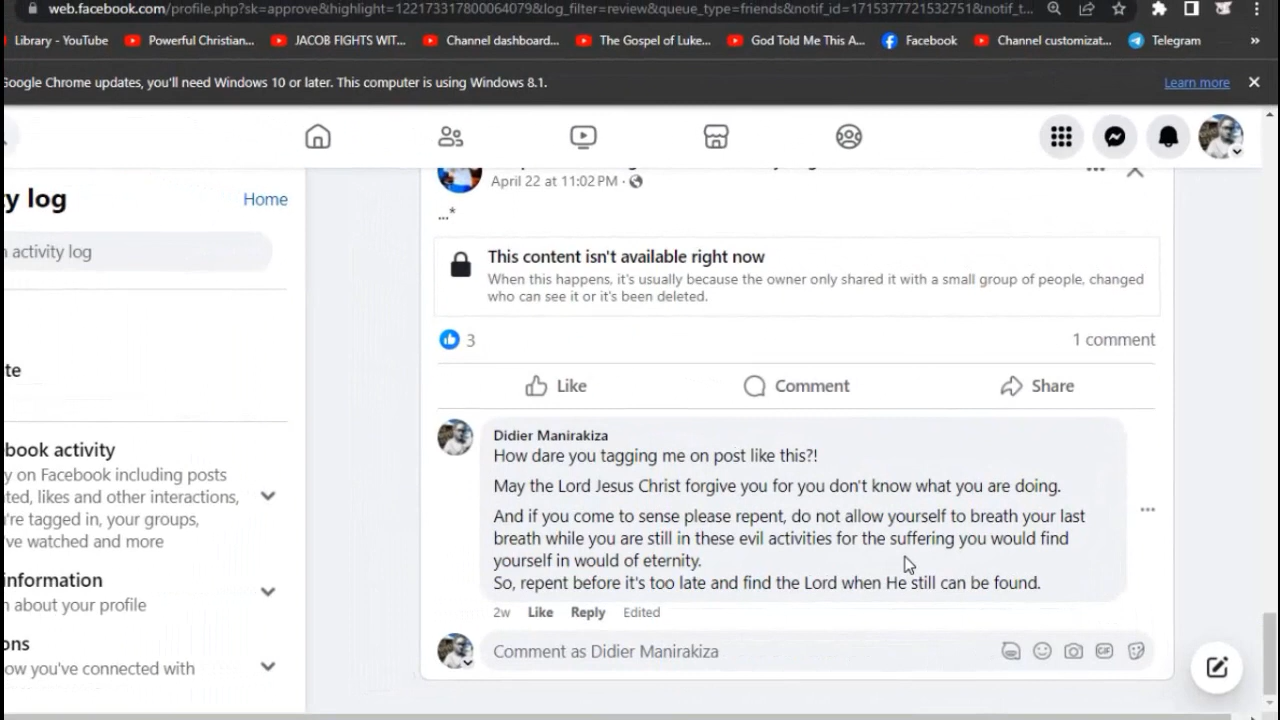 web.facebook.com/profile.php?sk=approve&highlight=122173317800064079&log_filter=review&queue_type=friends&notif_id=1715377721532751&notif_t...
Library - YouTube
Powerful Christian...
JACOB FIGHTS WIT...
Channel dashboard...
The Gospel of Luke...
God Told Me This A...
Facebook
Channel customizat...
Telegram
»
Google Chrome updates, you'll need Windows 10 or later. This computer is using Windows 8.1.
Learn more
y log
Home
activity log
te
book activity
y on Facebook including posts
ted, likes and other interactions,
're tagged in, your groups,
've watched and more
information
n about your profile
ons
ow you've connected with
April 22 at 11:02 PM ·
...*
This content isn't available right now
When this happens, it's usually because the owner only shared it with a small group of people, changed
who can see it or it's been deleted.
3
1 comment
Like
Comment
Share
Didier Manirakiza
How dare you tagging me on post like this?!
May the Lord Jesus Christ forgive you for you don't know what you are doing.
And if you come to sense please repent, do not allow yourself to breath your last
breath while you are still in these evil activities for the suffering you would find
yourself in would of eternity.
So, repent before it's too late and find the Lord when He still can be found.
2w Like Reply Edited
Comment as Didier Manirakiza
GIF